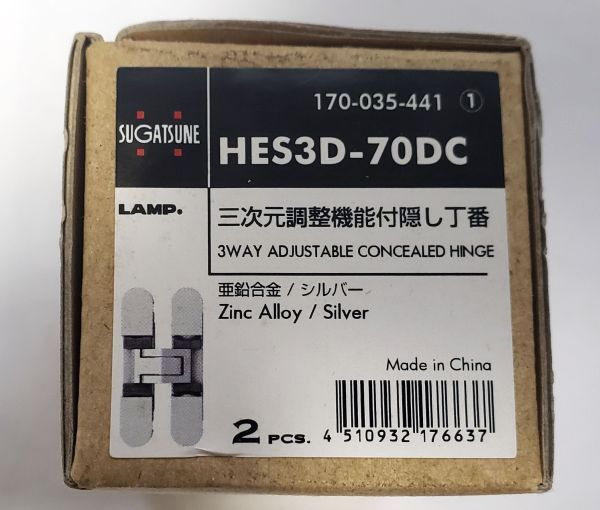 170-035-441 ①
SUGATSUNE
HES3D-70DC
LAMP.
三次元調整機能付隠し丁番
3WAY ADJUSTABLE CONCEALED HINGE
亜鉛合金 / シルバー
Zinc Alloy / Silver
Made in China
2 PCS.
4 510932 176637